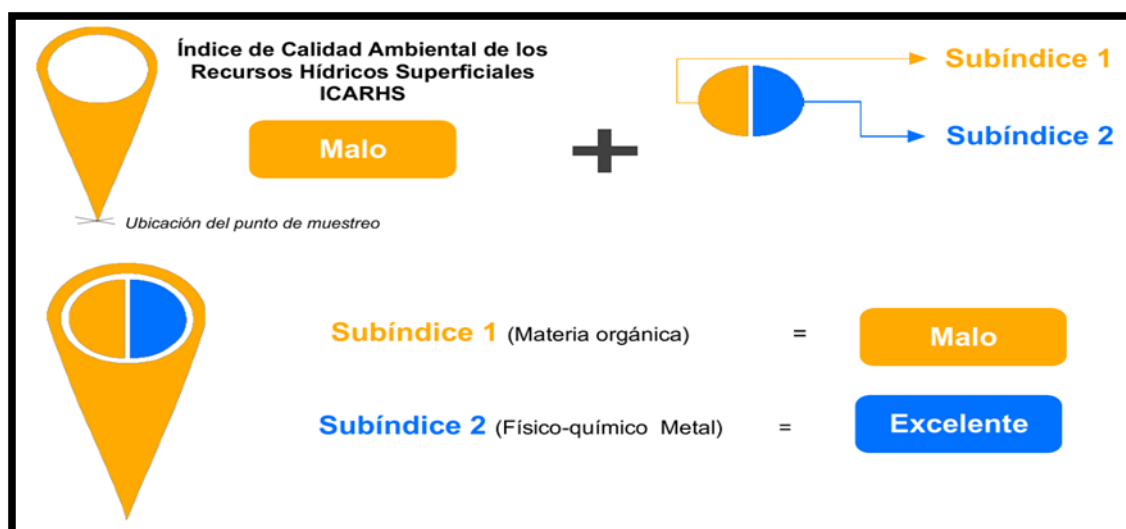 Índice de Calidad Ambiental de los
Recursos Hídricos Superficiales
ICARHS
Malo
Subíndice 1
Subíndice 2
Ubicación del punto de muestreo
Subíndice 1 (Materia orgánica) = Malo
Subíndice 2 (Físico-químico Metal) = Excelente